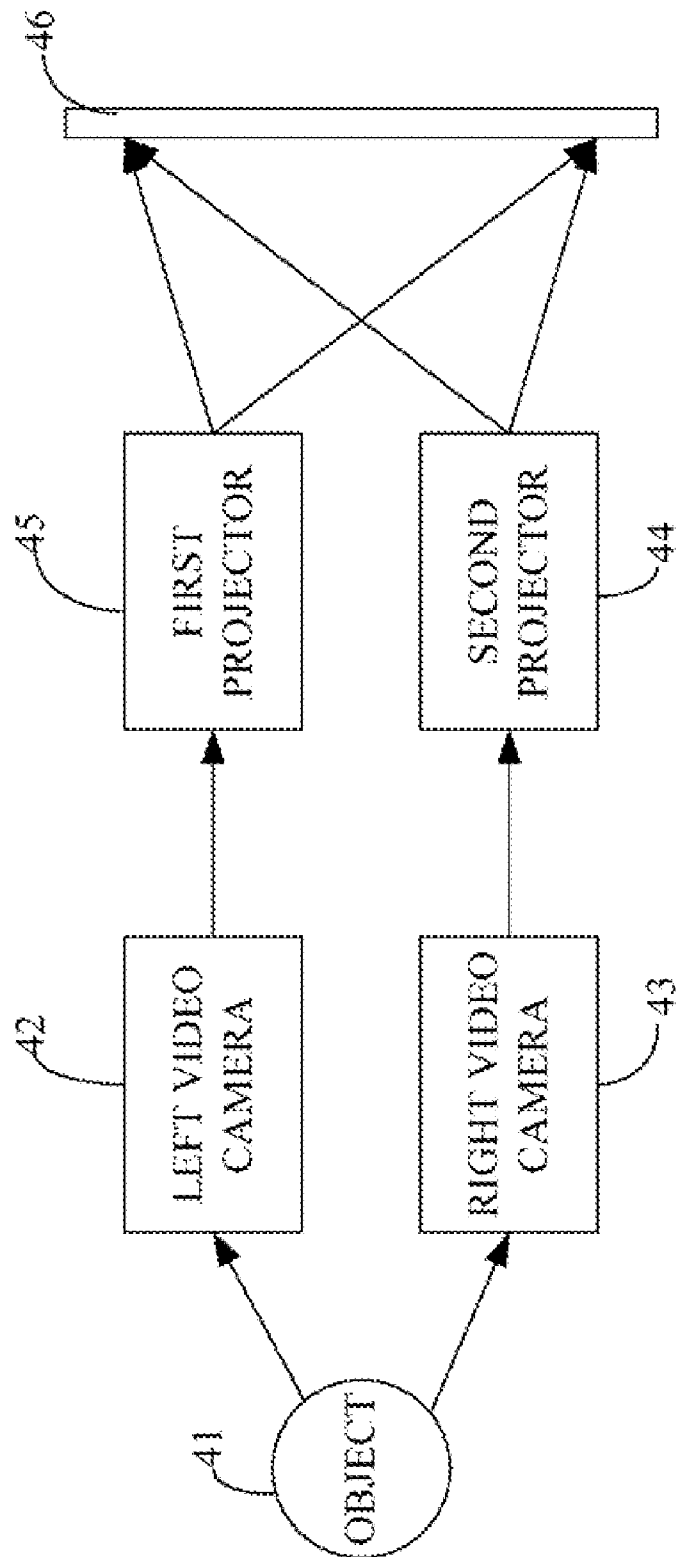 41
OBJECT
42
LEFT VIDEO
CAMERA
45
FIRST
PROJECTOR
46
RIGHT VIDEO
CAMERA
43
SECOND
PROJECTOR
44